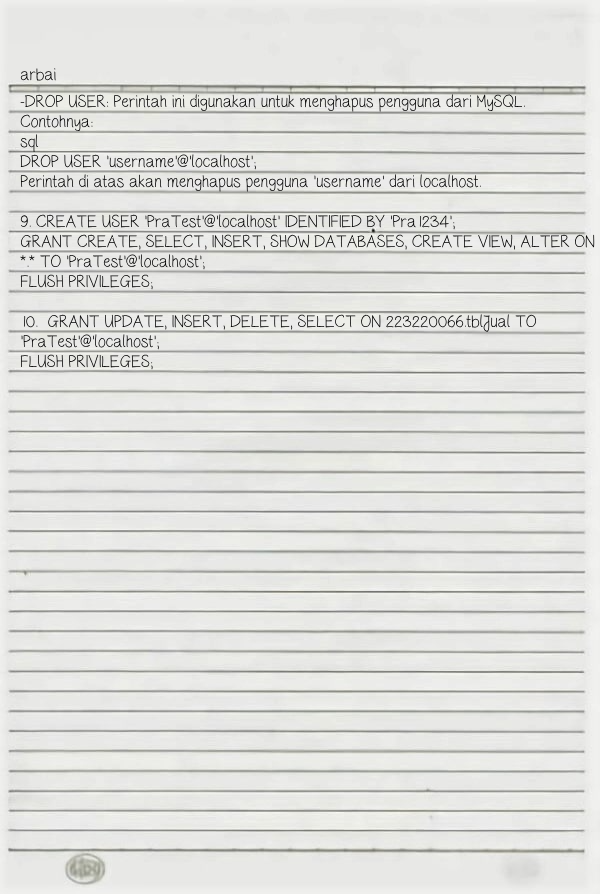 arbai
-DROP USER: Perintah ini digunakan untuk menghapus pengguna dari MySQL.
Contohnya:
sql
DROP USER 'username'@'localhost';
Perintah di atas akan menghapus pengguna 'username' dari localhost.
9. CREATE USER 'PraTest'@'localhost' IDENTIFIED BY 'Pra1234';
GRANT CREATE, SELECT, INSERT, SHOW DATABASES, CREATE VIEW, ALTER ON
*.* TO 'PraTest'@'localhost';
FLUSH PRIVILEGES;
10. GRANT UPDATE, INSERT, DELETE, SELECT ON 223220066.tblJual TO
'PraTest'@'localhost';
FLUSH PRIVILEGES;